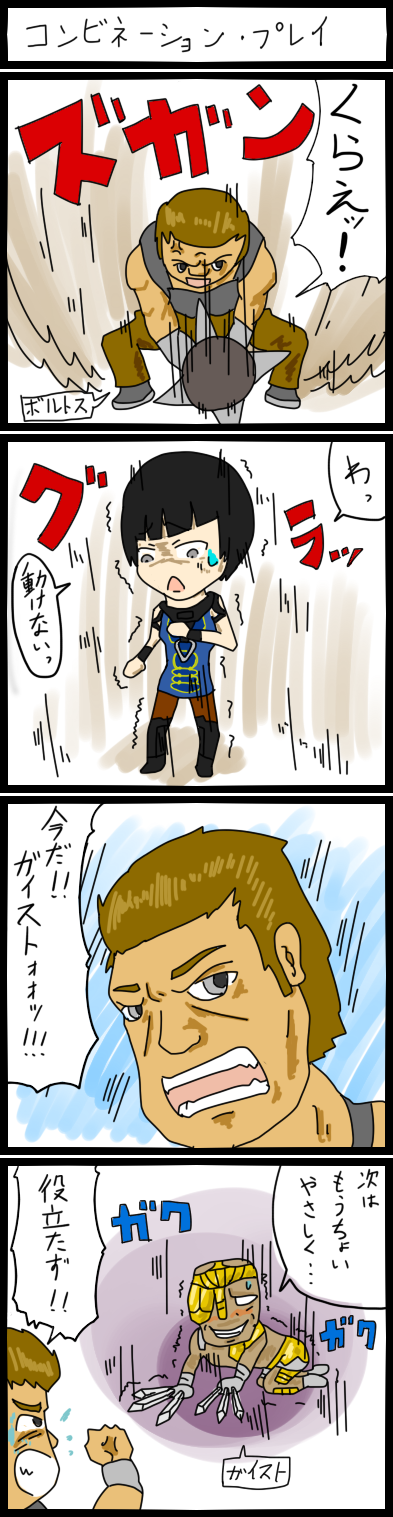 コンビネーション・プレイ
くらえッ!
ズガン
ボルトス
わっ
グラッ
動けないっ
今だ!!
ガイストォォッ!!!
次は
もうちょい
やさしく・・・
ガク
ガク
役立たず!!
ガイスト